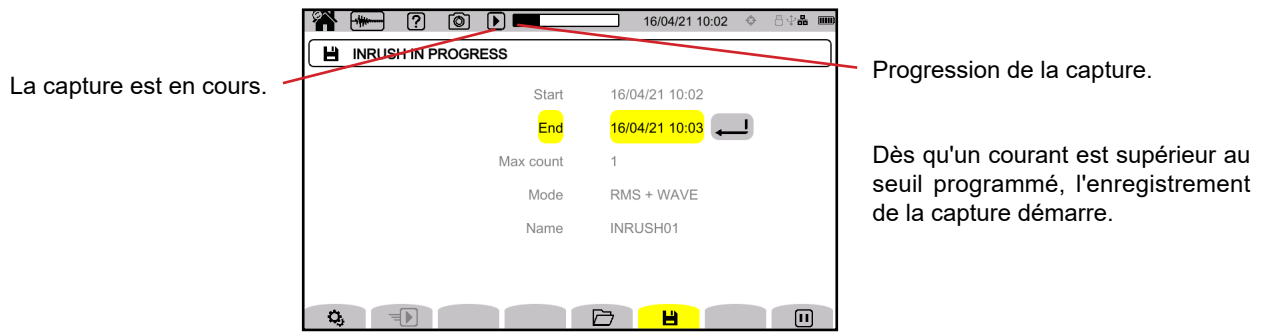 16/04/21 10:02
INRUSH IN PROGRESS
La capture est en cours.
Progression de la capture.
Start 16/04/21 10:02
End 16/04/21 10:03
Max count 1
Mode RMS + WAVE
Name INRUSH01
Dès qu'un courant est supérieur au
seuil programmé, l'enregistrement
de la capture démarre.